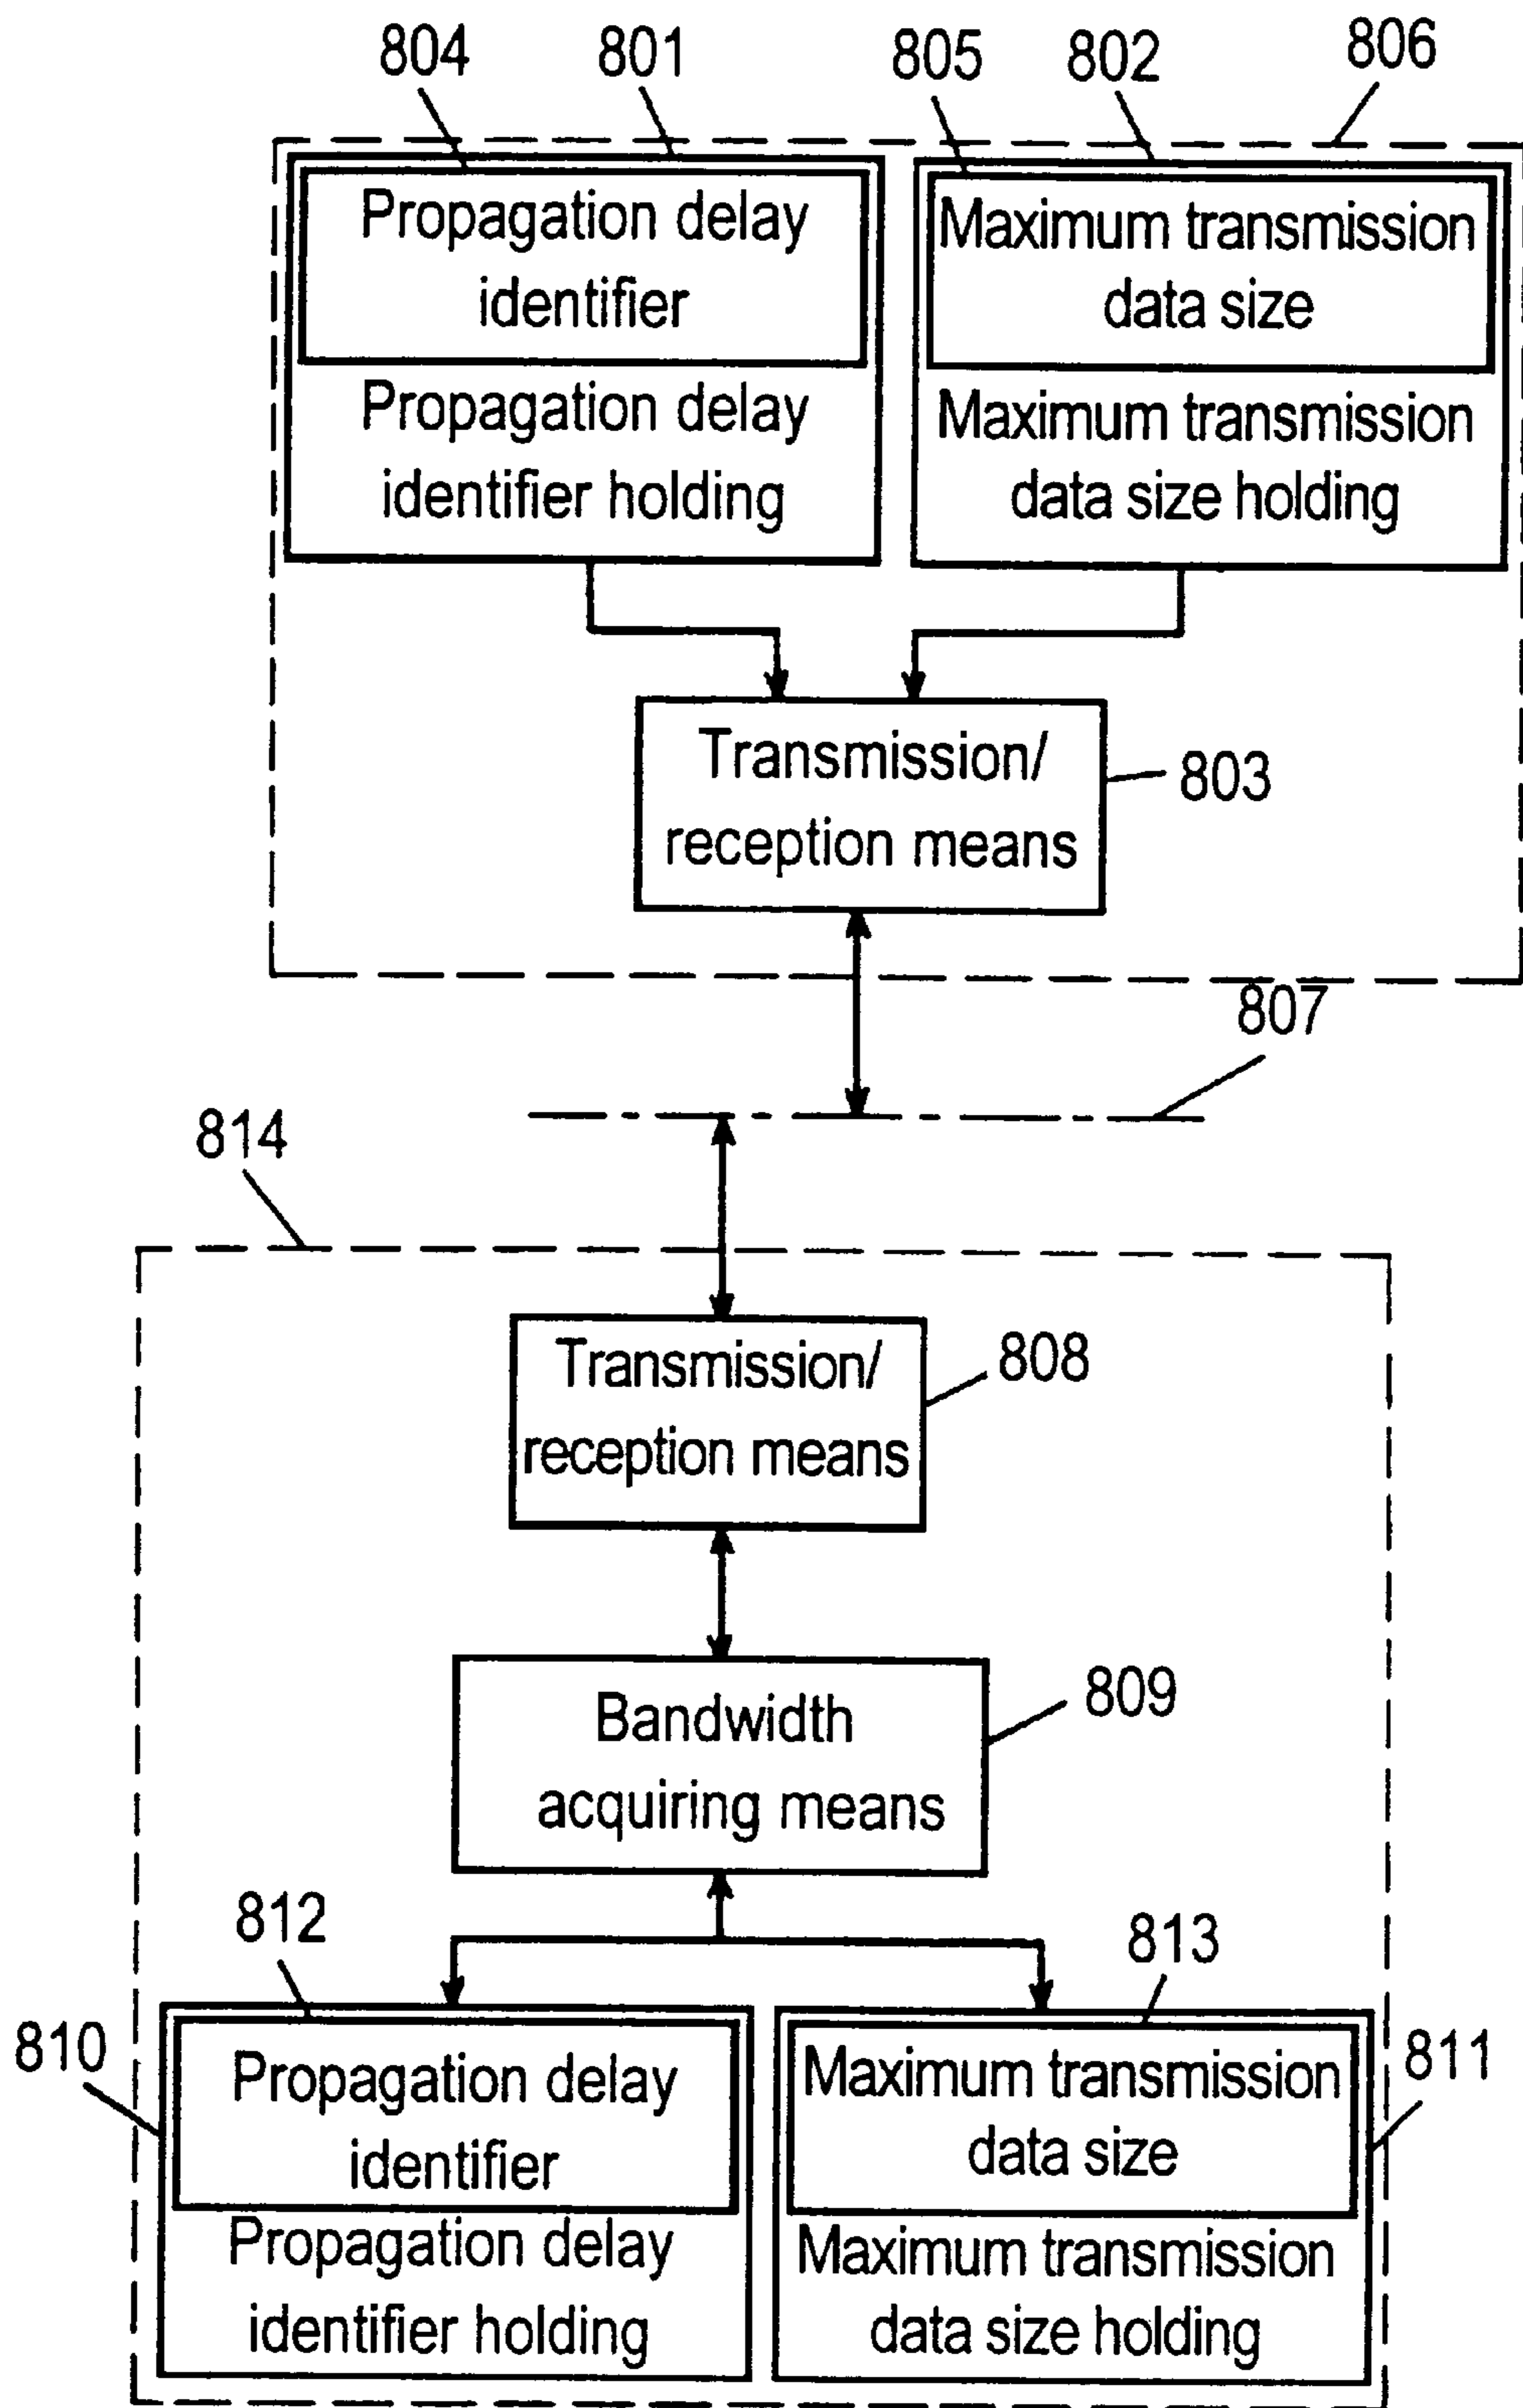 804
801
805
802
806
Propagation delay
identifier
Maximum transmission
data size
Propagation delay
identifier holding
Maximum transmission
data size holding
Transmission/
reception means
803
807
814
Transmission/
reception means
808
Bandwidth
acquiring means
809
812
813
810
811
Propagation delay
identifier
Maximum transmission
data size
Propagation delay
identifier holding
Maximum transmission
data size holding